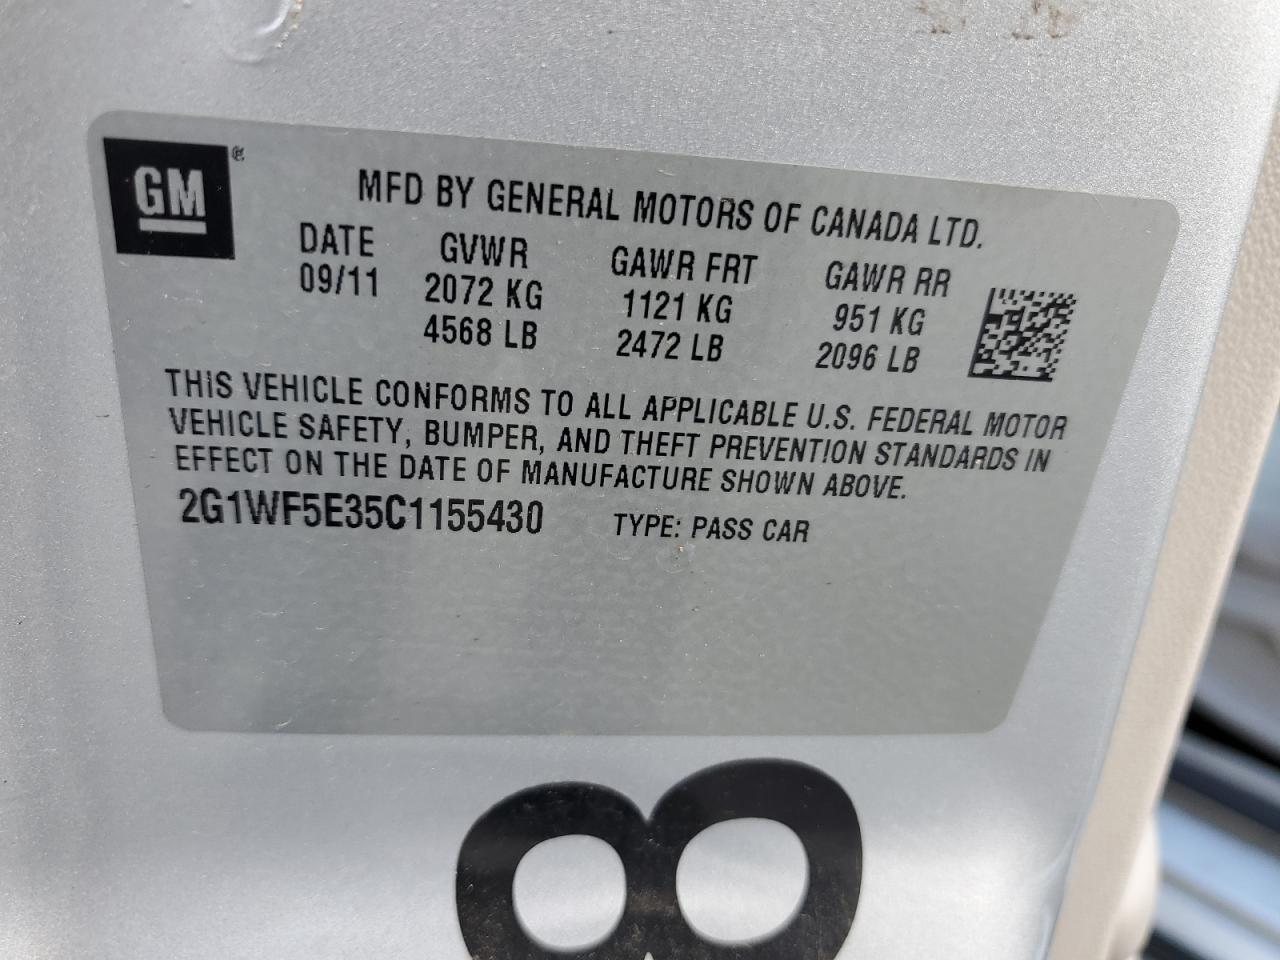 GM ®
MFD BY GENERAL MOTORS OF CANADA LTD.
DATE GVWR GAWR FRT GAWR RR
09/11 2072 KG 1121 KG 951 KG
4568 LB 2472 LB 2096 LB
THIS VEHICLE CONFORMS TO ALL APPLICABLE U.S. FEDERAL MOTOR
VEHICLE SAFETY, BUMPER, AND THEFT PREVENTION STANDARDS IN
EFFECT ON THE DATE OF MANUFACTURE SHOWN ABOVE.
2G1WF5E35C1155430 TYPE: PASS CAR
8